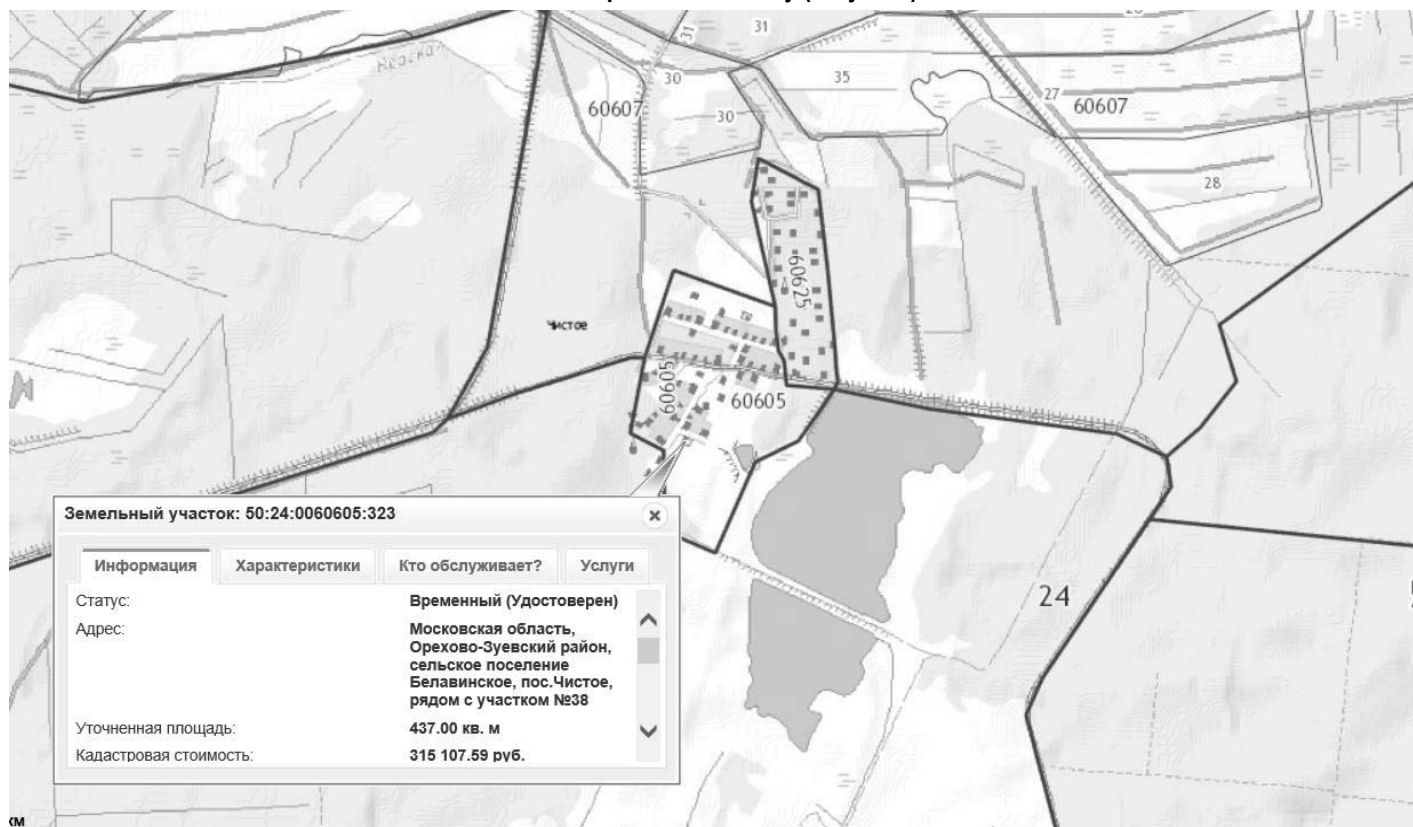 31
31
30
35
60607
30
27
60607
28
60625
Чистое
60605
60605
Земельный участок: 50:24:0060605:323
Информация Характеристики Кто обслуживает? Услуги
Статус: Временный (Удостоверен)
Адрес: Московская область,
Орехово-Зуевский район,
сельское поселение
Белавинское, пос.Чистое,
рядом с участком №38
Уточненная площадь: 437.00 кв. м
Кадастровая стоимость: 315 107.59 руб.
24
км